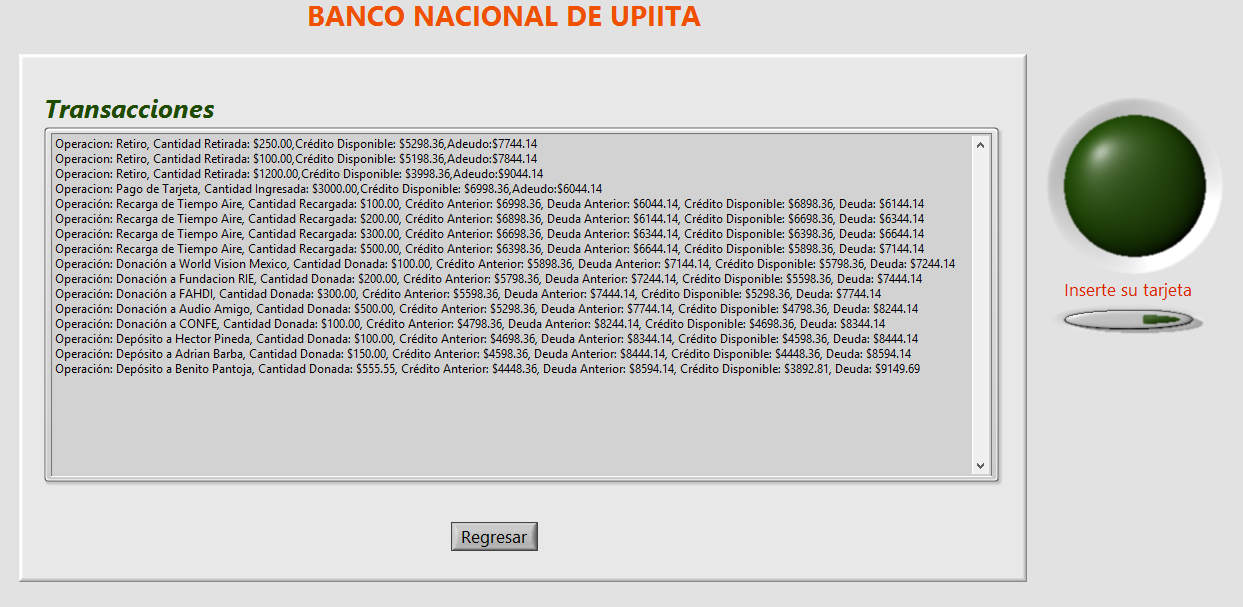 BANCO NACIONAL DE UPIITA
Transacciones
Operacion: Retiro, Cantidad Retirada: $250.00,Crédito Disponible: $5298.36,Adeudo:$7744.14
Operacion: Retiro, Cantidad Retirada: $100.00,Crédito Disponible: $5198.36,Adeudo:$7844.14
Operacion: Retiro, Cantidad Retirada: $1200.00,Crédito Disponible: $3998.36,Adeudo:$9044.14
Operacion: Pago de Tarjeta, Cantidad Ingresada: $3000.00,Crédito Disponible: $6998.36,Adeudo:$6044.14
Operación: Recarga de Tiempo Aire, Cantidad Recargada: $100.00, Crédito Anterior: $6998.36, Deuda Anterior: $6044.14, Crédito Disponible: $6898.36, Deuda: $6144.14
Operación: Recarga de Tiempo Aire, Cantidad Recargada: $200.00, Crédito Anterior: $6898.36, Deuda Anterior: $6144.14, Crédito Disponible: $6698.36, Deuda: $6344.14
Operación: Recarga de Tiempo Aire, Cantidad Recargada: $300.00, Crédito Anterior: $6698.36, Deuda Anterior: $6344.14, Crédito Disponible: $6398.36, Deuda: $6644.14
Operación: Recarga de Tiempo Aire, Cantidad Recargada: $500.00, Crédito Anterior: $6398.36, Deuda Anterior: $6644.14, Crédito Disponible: $5898.36, Deuda: $7144.14
Operación: Donación a World Vision Mexico, Cantidad Donada: $100.00, Crédito Anterior: $5898.36, Deuda Anterior: $7144.14, Crédito Disponible: $5798.36, Deuda: $7244.14
Operación: Donación a Fundacion RIE, Cantidad Donada: $200.00, Crédito Anterior: $5798.36, Deuda Anterior: $7244.14, Crédito Disponible: $5598.36, Deuda: $7444.14
Operación: Donación a FAHDI, Cantidad Donada: $300.00, Crédito Anterior: $5598.36, Deuda Anterior: $7444.14, Crédito Disponible: $5298.36, Deuda: $7744.14
Operación: Donación a Audio Amigo, Cantidad Donada: $500.00, Crédito Anterior: $5298.36, Deuda Anterior: $7744.14, Crédito Disponible: $4798.36, Deuda: $8244.14
Operación: Donación a CONFE, Cantidad Donada: $100.00, Crédito Anterior: $4798.36, Deuda Anterior: $8244.14, Crédito Disponible: $4698.36, Deuda: $8344.14
Operación: Depósito a Hector Pineda, Cantidad Donada: $100.00, Crédito Anterior: $4698.36, Deuda Anterior: $8344.14, Crédito Disponible: $4598.36, Deuda: $8444.14
Operación: Depósito a Adrian Barba, Cantidad Donada: $150.00, Crédito Anterior: $4598.36, Deuda Anterior: $8444.14, Crédito Disponible: $4448.36, Deuda: $8594.14
Operación: Depósito a Benito Pantoja, Cantidad Donada: $555.55, Crédito Anterior: $4448.36, Deuda Anterior: $8594.14, Crédito Disponible: $3892.81, Deuda: $9149.69
Inserte su tarjeta
Regresar